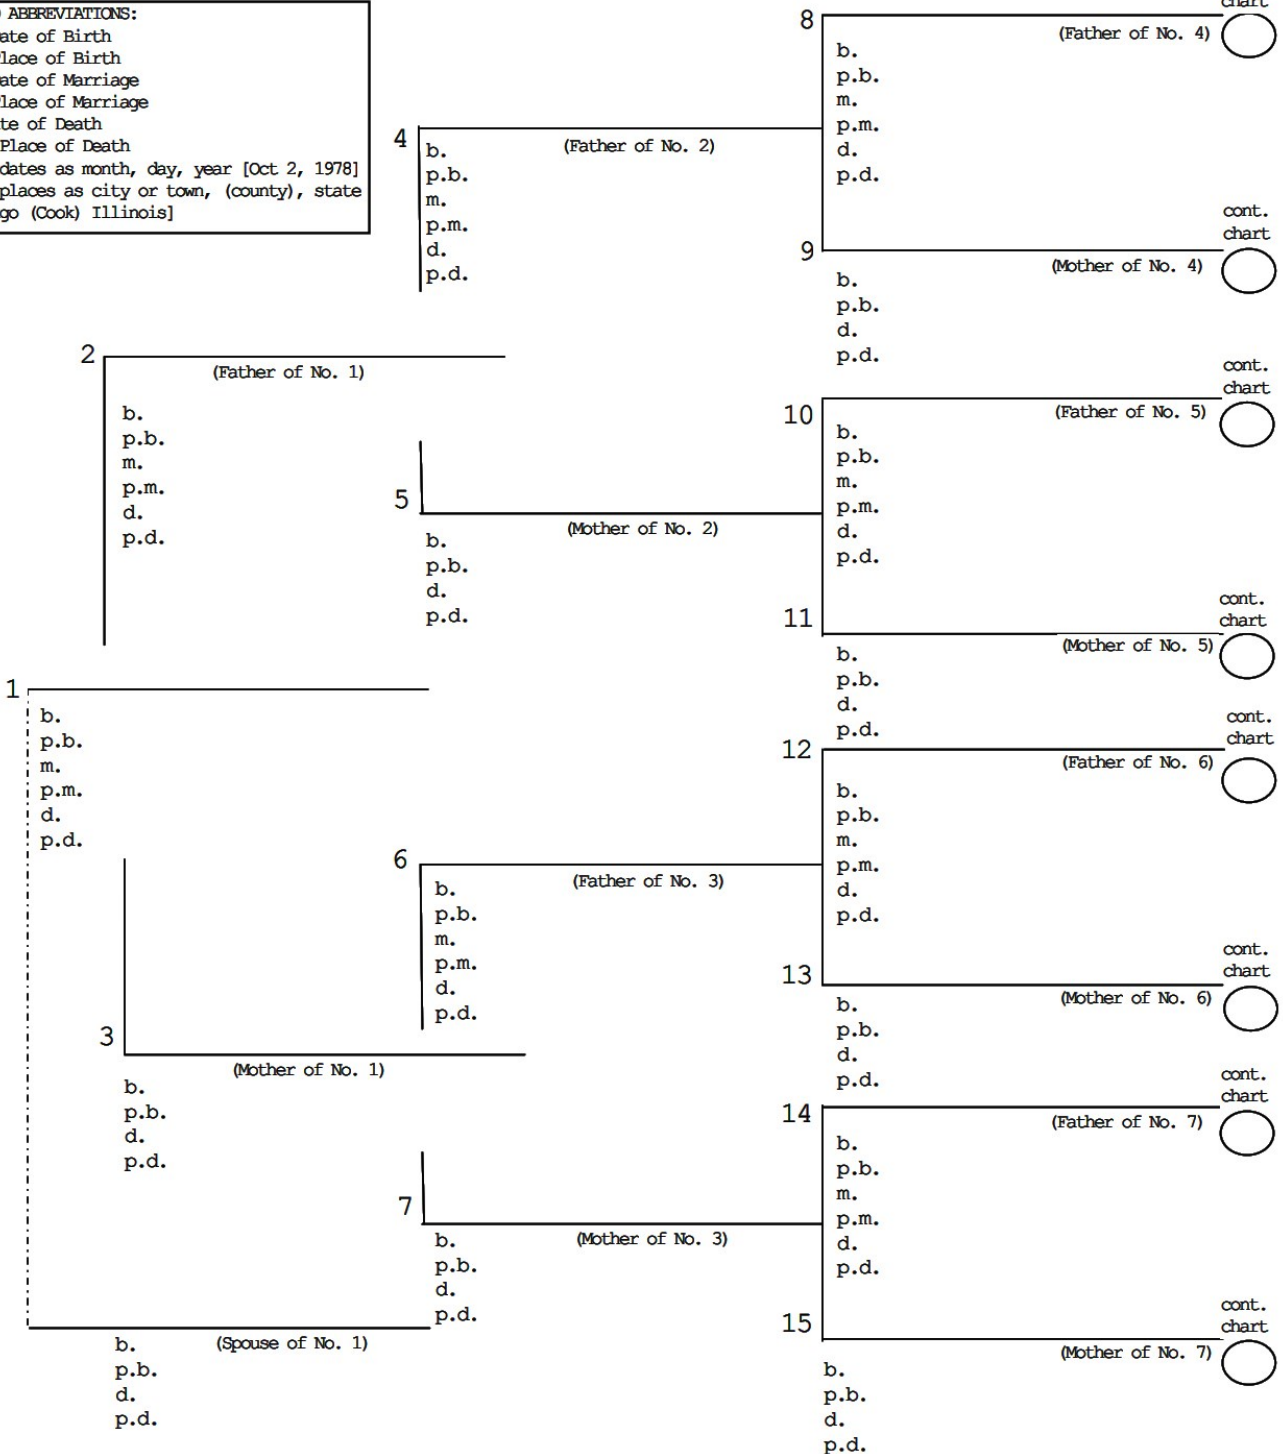 ABBREVIATIONS:
ate of Birth
lace of Birth
ate of Marriage
lace of Marriage
te of Death
Place of Death
dates as month, day, year [Oct 2, 1978]
places as city or town, (county), state
go (Cook) Illinois]
1
b.
p.b.
m.
p.m.
d.
p.d.
(Spouse of No. 1)
b.
p.b.
d.
p.d.
2
(Father of No. 1)
b.
p.b.
m.
p.m.
d.
p.d.
3
(Mother of No. 1)
b.
p.b.
d.
p.d.
4
(Father of No. 2)
b.
p.b.
m.
p.m.
d.
p.d.
5
(Mother of No. 2)
b.
p.b.
d.
p.d.
6
(Father of No. 3)
b.
p.b.
m.
p.m.
d.
p.d.
7
(Mother of No. 3)
b.
p.b.
d.
p.d.
chart
8
(Father of No. 4)
b.
p.b.
m.
p.m.
d.
p.d.
cont.
chart
9
(Mother of No. 4)
b.
p.b.
d.
p.d.
cont.
chart
10
(Father of No. 5)
b.
p.b.
m.
p.m.
d.
p.d.
cont.
chart
11
(Mother of No. 5)
b.
p.b.
d.
p.d.
cont.
chart
12
(Father of No. 6)
b.
p.b.
m.
p.m.
d.
p.d.
cont.
chart
13
(Mother of No. 6)
b.
p.b.
d.
p.d.
cont.
chart
14
(Father of No. 7)
b.
p.b.
m.
p.m.
d.
p.d.
cont.
chart
15
(Mother of No. 7)
b.
p.b.
d.
p.d.